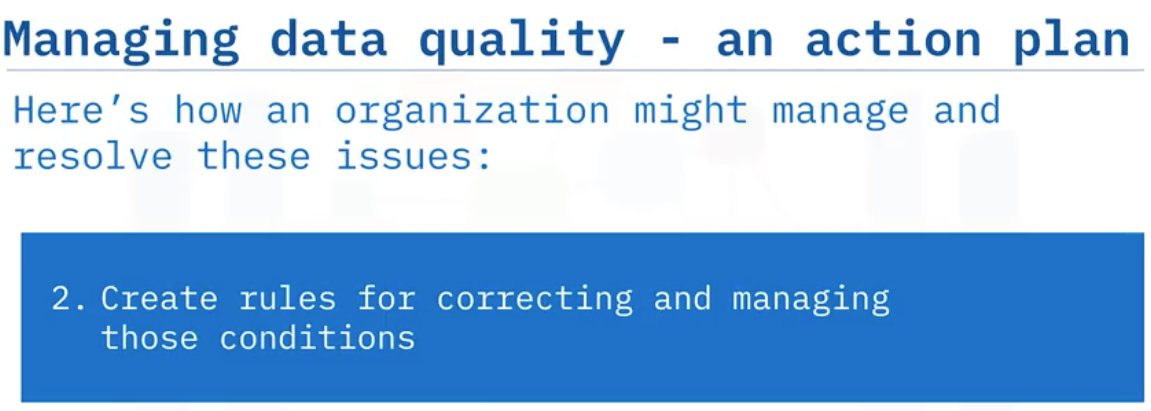 Managing data quality - an action plan
Here’s how an organization might manage and
resolve these issues:
2. Create rules for correcting and managing
those conditions